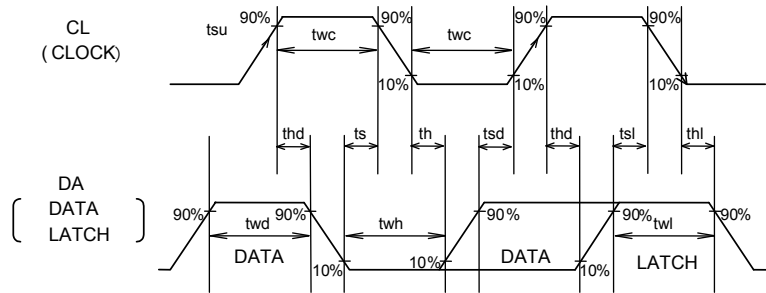 CL
(CLOCK)
tsu
90%
twc
90%
twc
90%
90%
10%
10%
10%
thd
ts
th
tsd
thd
tsl
thl
DA
DATA
LATCH
90%
twd
90%
twh
90%
90%
twl
90%
DATA
10%
10%
DATA
10%
LATCH